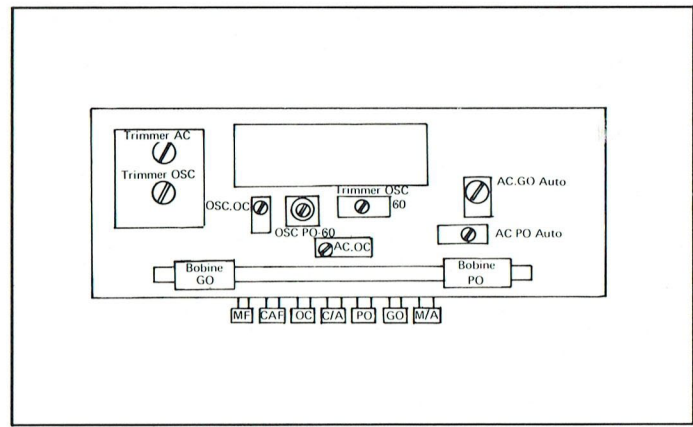 Trimmer AC
Trimmer OSC
OSC.OC
OSC PO-60
Trimmer OSC
60
AC.OC
AC.GO Auto
AC PO Auto
Bobine
GO
Bobine
PO
MF CAF OC C/A PO GO M/A